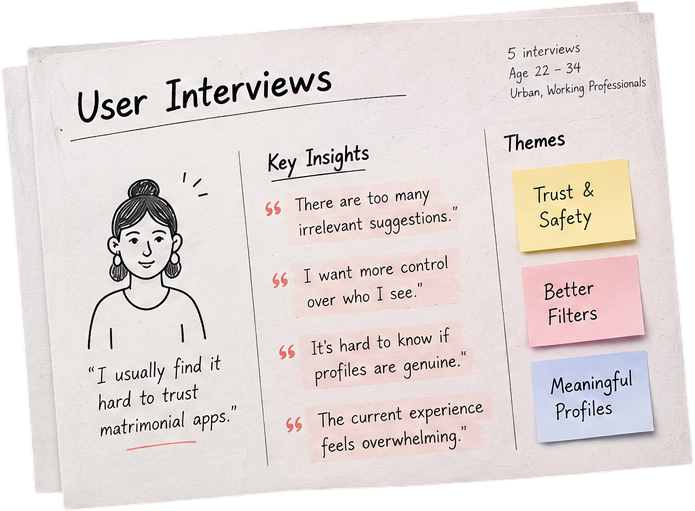 User Interviews
5 interviews
Age 22 – 34
Urban, Working Professionals
“I usually find it
hard to trust
matrimonial apps.”
Key Insights
“ There are too many
irrelevant suggestions.”
“ I want more control
over who I see.”
“ It's hard to know if
profiles are genuine.”
“ The current experience
feels overwhelming.”
Themes
Trust &
Safety
Better
Filters
Meaningful
Profiles